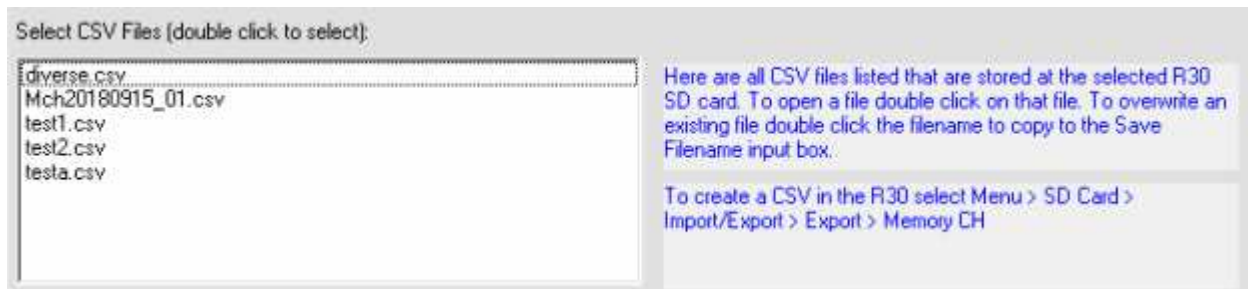 Select CSV Files (double click to select):
diverse.csv
Mch20180915_01.csv
test1.csv
test2.csv
testa.csv
Here are all CSV files listed that are stored at the selected R30
SD card. To open a file double click on that file. To overwrite an
existing file double click the filename to copy to the Save
Filename input box.
To create a CSV in the R30 select Menu > SD Card >
Import/Export > Export > Memory CH